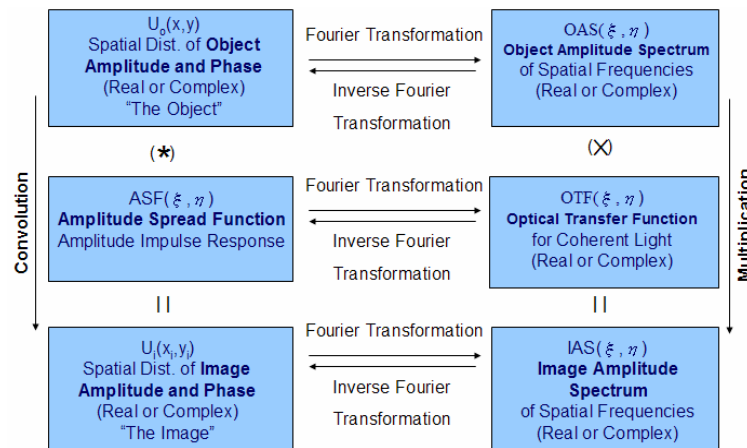 U₀(x,y)
Spatial Dist. of Object
Amplitude and Phase
(Real or Complex)
“The Object”
Fourier Transformation
Inverse Fourier
Transformation
OAS(ξ,η)
Object Amplitude Spectrum
of Spatial Frequencies
(Real or Complex)
(*)
(X)
Convolution
ASF(ξ,η)
Amplitude Spread Function
Amplitude Impulse Response
Fourier Transformation
Inverse Fourier
Transformation
OTF(ξ,η)
Optical Transfer Function
for Coherent Light
(Real or Complex)
Multiplication
||
||
Uᵢ(xᵢ,yᵢ)
Spatial Dist. of Image
Amplitude and Phase
(Real or Complex)
“The Image”
Fourier Transformation
Inverse Fourier
Transformation
IAS(ξ,η)
Image Amplitude
Spectrum
of Spatial Frequencies
(Real or Complex)